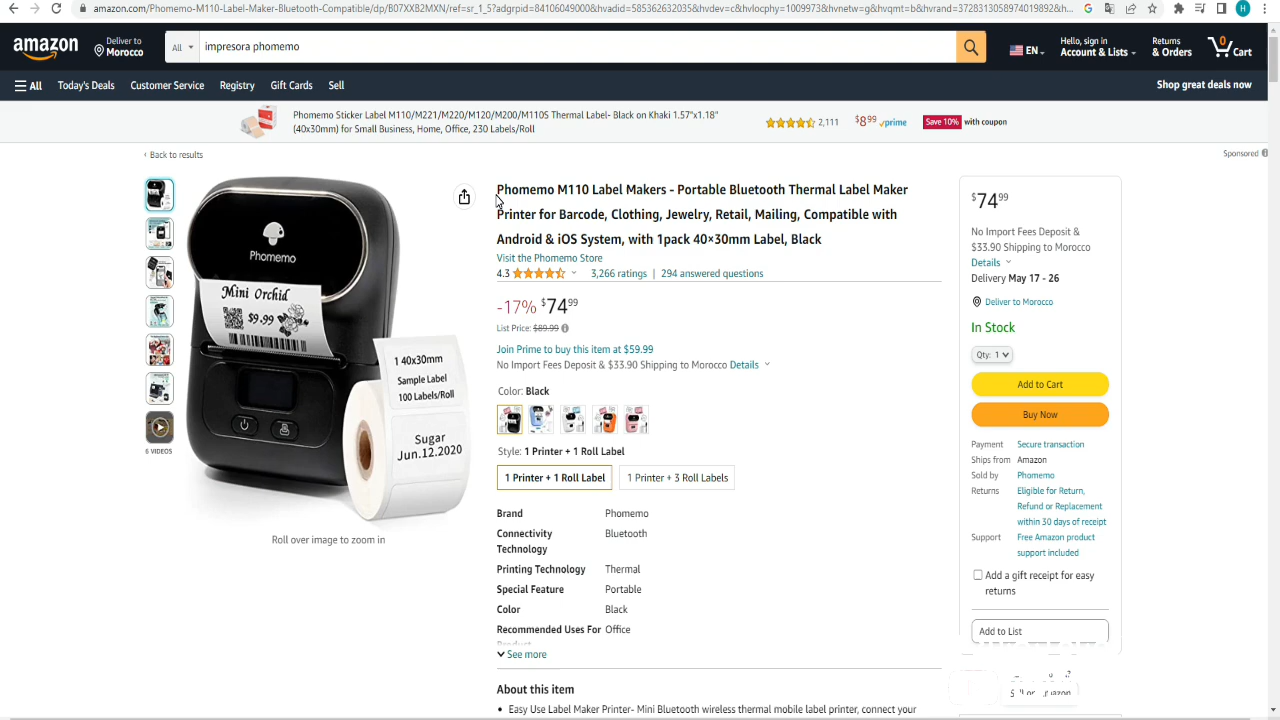 amazon.com/Phomemo-M110-Label-Maker-Bluetooth-Compatible/dp/B07XXB2MXN/ref=sr_1_5?adgrpid=84106049000&hvadid=585362632035&hvdev=c&hvlocphy=1009973&hvnetw=g&hvqmt=b&hvrand=3728313058974019892&h...
amazon
Deliver to
Morocco
All
impresora phomemo
EN
Hello, sign in
Account & Lists
Returns
& Orders
0
Cart
All
Today's Deals
Customer Service
Registry
Gift Cards
Sell
Shop great deals now
Phomemo Sticker Label M110/M221/M220/M120/M200/M110S Thermal Label- Black on Khaki 1.57"x1.18"
(40x30mm) for Small Business, Home, Office, 230 Labels/Roll
2,111
$8.99
prime
Save 10% with coupon
‹ Back to results
Sponsored
Phomemo
Mini Orchid
$9.99
1 40x30mm
Sample Label
100 Labels/Roll
Sugar
Jun.12.2020
6 VIDEOS
Roll over image to zoom in
Phomemo M110 Label Makers - Portable Bluetooth Thermal Label Maker
Printer for Barcode, Clothing, Jewelry, Retail, Mailing, Compatible with
Android & iOS System, with 1pack 40×30mm Label, Black
Visit the Phomemo Store
4.3
3,266 ratings | 294 answered questions
-17% $74.99
List Price: $89.99
Join Prime to buy this item at $59.99
No Import Fees Deposit & $33.90 Shipping to Morocco Details
Color: Black
Style: 1 Printer + 1 Roll Label
1 Printer + 1 Roll Label
1 Printer + 3 Roll Labels
Brand Phomemo
Connectivity Bluetooth
Technology
Printing Technology Thermal
Special Feature Portable
Color Black
Recommended Uses For Office
Product
See more
About this item
• Easy Use Label Maker Printer- Mini Bluetooth wireless thermal mobile label printer, connect your
$74.99
No Import Fees Deposit &
$33.90 Shipping to Morocco
Details
Delivery May 17 - 26
Deliver to Morocco
In Stock
Qty: 1
Add to Cart
Buy Now
Payment Secure transaction
Ships from Amazon
Sold by Phomemo
Returns Eligible for Return,
Refund or Replacement
within 30 days of receipt
Support Free Amazon product
support included
Add a gift receipt for easy
returns
Add to List